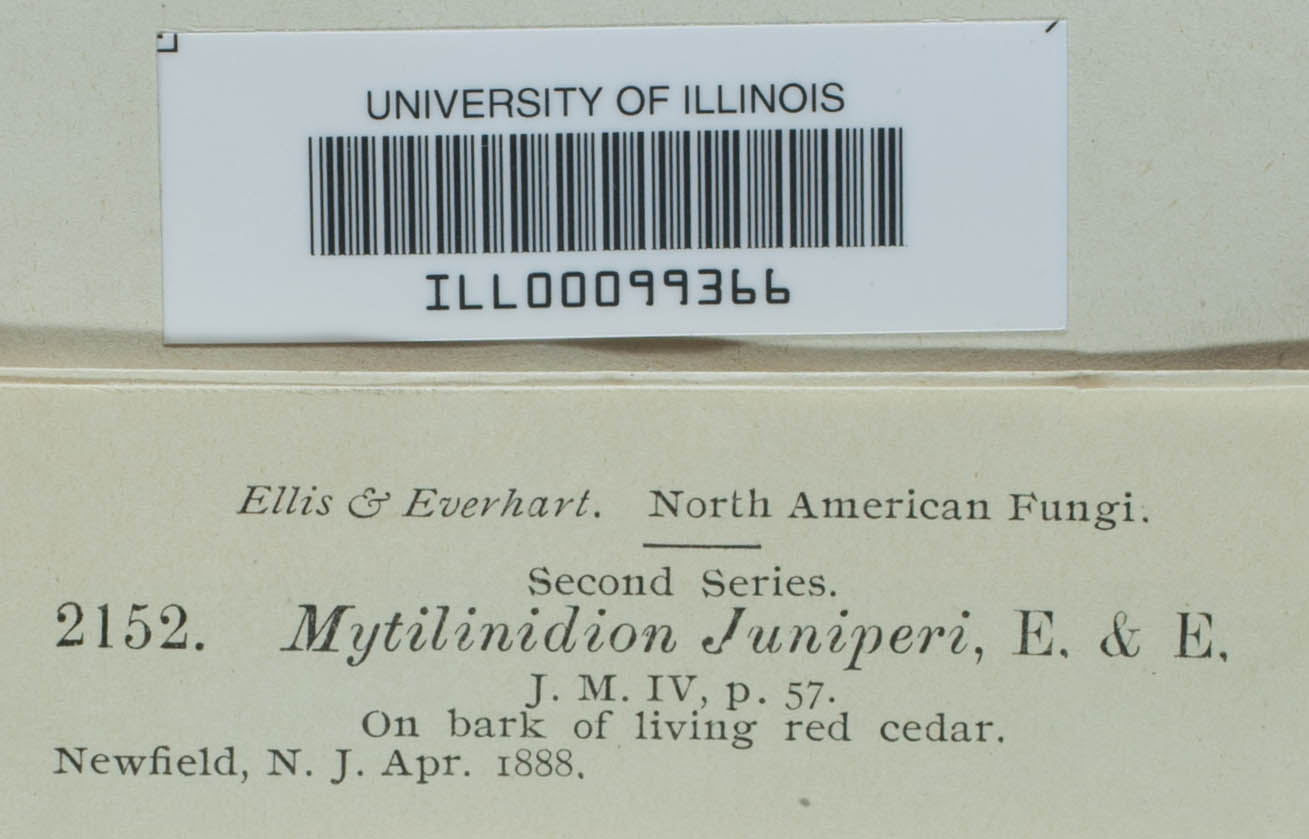 UNIVERSITY OF ILLINOIS
ILL00099366
Ellis & Everhart. North American Fungi.
Second Series.
2152. Mytilinidion Juniperi, E. & E.
J. M. IV, p. 57.
On bark of living red cedar.
Newfield, N. J. Apr. 1888.